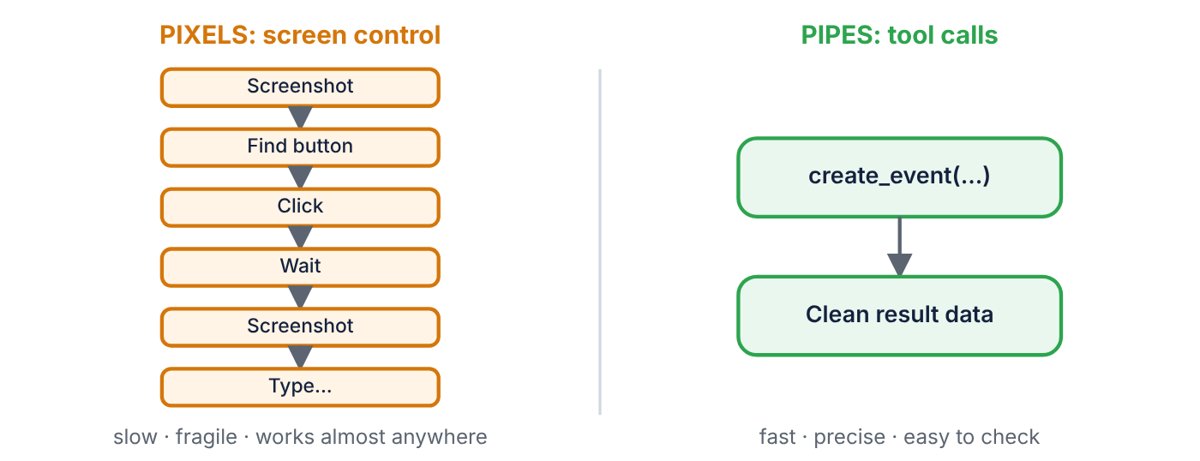 PIXELS: screen control
Screenshot
Find button
Click
Wait
Screenshot
Type...
slow · fragile · works almost anywhere
PIPES: tool calls
create_event(...)
Clean result data
fast · precise · easy to check